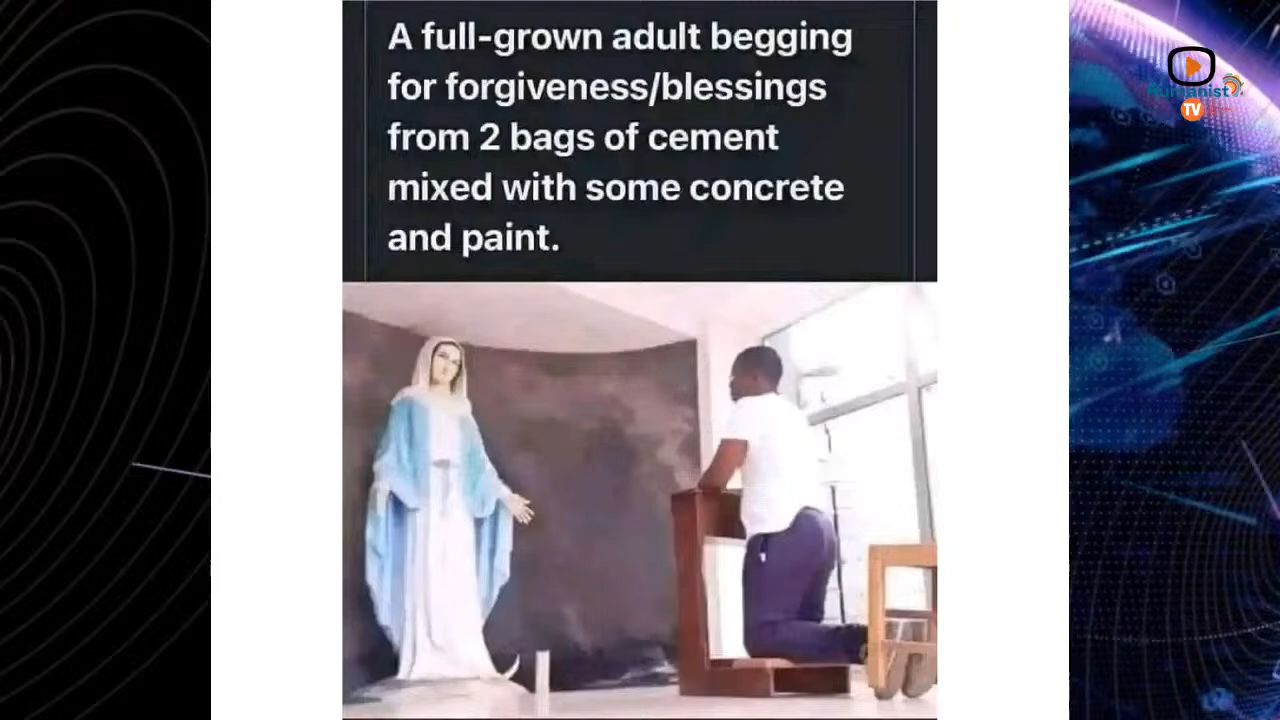 A full-grown adult begging
for forgiveness/blessings
from 2 bags of cement
mixed with some concrete
and paint.
Humanist
TV